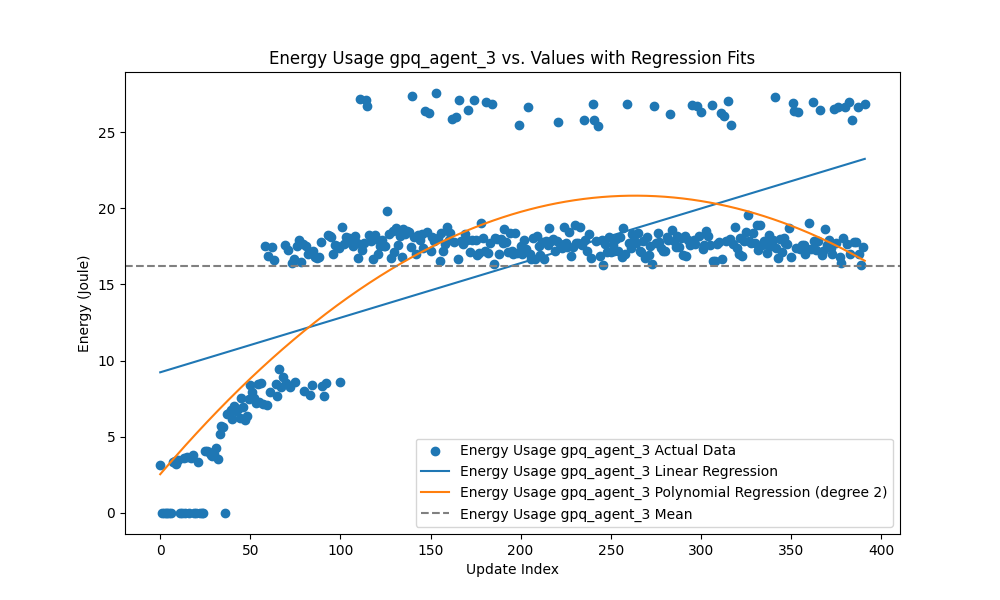 Energy Usage gpq_agent_3 vs. Values with Regression Fits
Energy (Joule)
25
20
15
10
5
0
Energy Usage gpq_agent_3 Actual Data
Energy Usage gpq_agent_3 Linear Regression
Energy Usage gpq_agent_3 Polynomial Regression (degree 2)
Energy Usage gpq_agent_3 Mean
0 50 100 150 200 250 300 350 400
Update Index